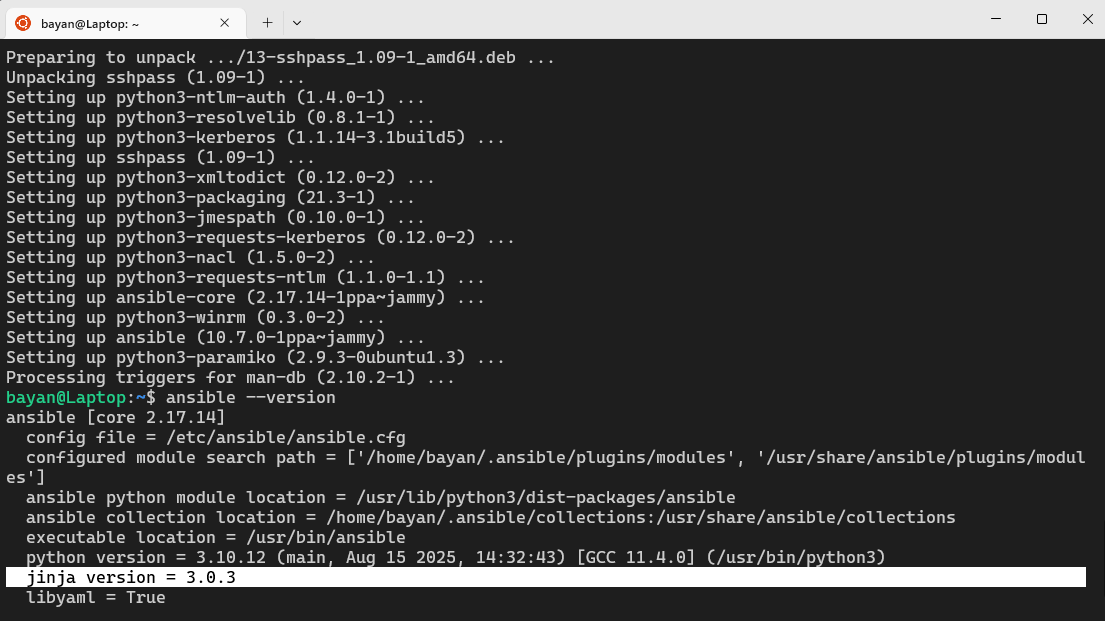 bayan@Laptop: ~
Preparing to unpack .../13-sshpass_1.09-1_amd64.deb ...
Unpacking sshpass (1.09-1) ...
Setting up python3-ntlm-auth (1.4.0-1) ...
Setting up python3-resolvelib (0.8.1-1) ...
Setting up python3-kerberos (1.1.14-3.1build5) ...
Setting up sshpass (1.09-1) ...
Setting up python3-xmltodict (0.12.0-2) ...
Setting up python3-packaging (21.3-1) ...
Setting up python3-jmespath (0.10.0-1) ...
Setting up python3-requests-kerberos (0.12.0-2) ...
Setting up python3-nacl (1.5.0-2) ...
Setting up python3-requests-ntlm (1.1.0-1.1) ...
Setting up ansible-core (2.17.14-1ppa~jammy) ...
Setting up python3-winrm (0.3.0-2) ...
Setting up ansible (10.7.0-1ppa~jammy) ...
Setting up python3-paramiko (2.9.3-0ubuntu1.3) ...
Processing triggers for man-db (2.10.2-1) ...
bayan@Laptop:~$ ansible --version
ansible [core 2.17.14]
  config file = /etc/ansible/ansible.cfg
  configured module search path = ['/home/bayan/.ansible/plugins/modules', '/usr/share/ansible/plugins/modul
es']
  ansible python module location = /usr/lib/python3/dist-packages/ansible
  ansible collection location = /home/bayan/.ansible/collections:/usr/share/ansible/collections
  executable location = /usr/bin/ansible
  python version = 3.10.12 (main, Aug 15 2025, 14:32:43) [GCC 11.4.0] (/usr/bin/python3)
  jinja version = 3.0.3
  libyaml = True